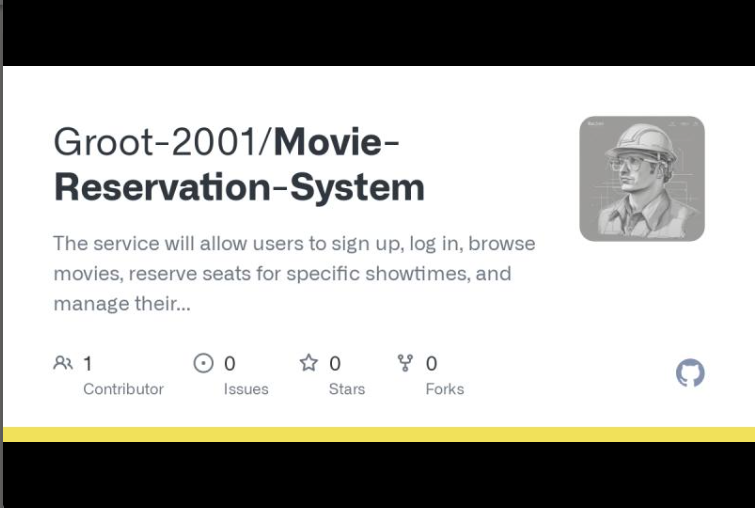 Groot-2001/Movie-
Reservation-System
The service will allow users to sign up, log in, browse
movies, reserve seats for specific showtimes, and
manage their...
1
Contributor
0
Issues
0
Stars
0
Forks